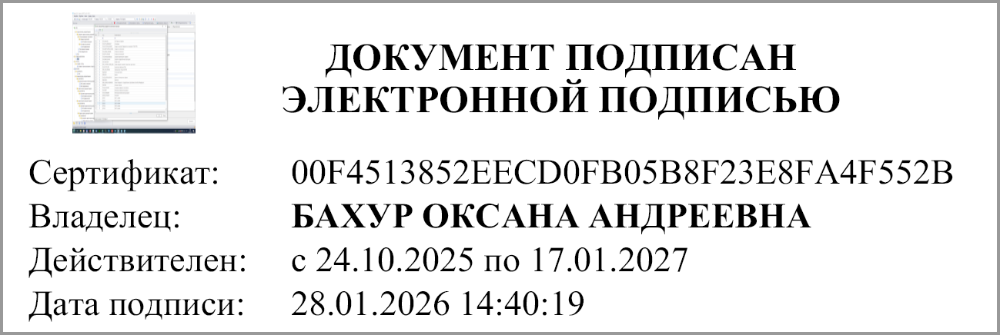 ДОКУМЕНТ ПОДПИСАН
ЭЛЕКТРОННОЙ ПОДПИСЬЮ
Сертификат: 00F4513852EECD0FB05B8F23E8FA4F552B
Владелец: БАХУР ОКСАНА АНДРЕЕВНА
Действителен: с 24.10.2025 по 17.01.2027
Дата подписи: 28.01.2026 14:40:19